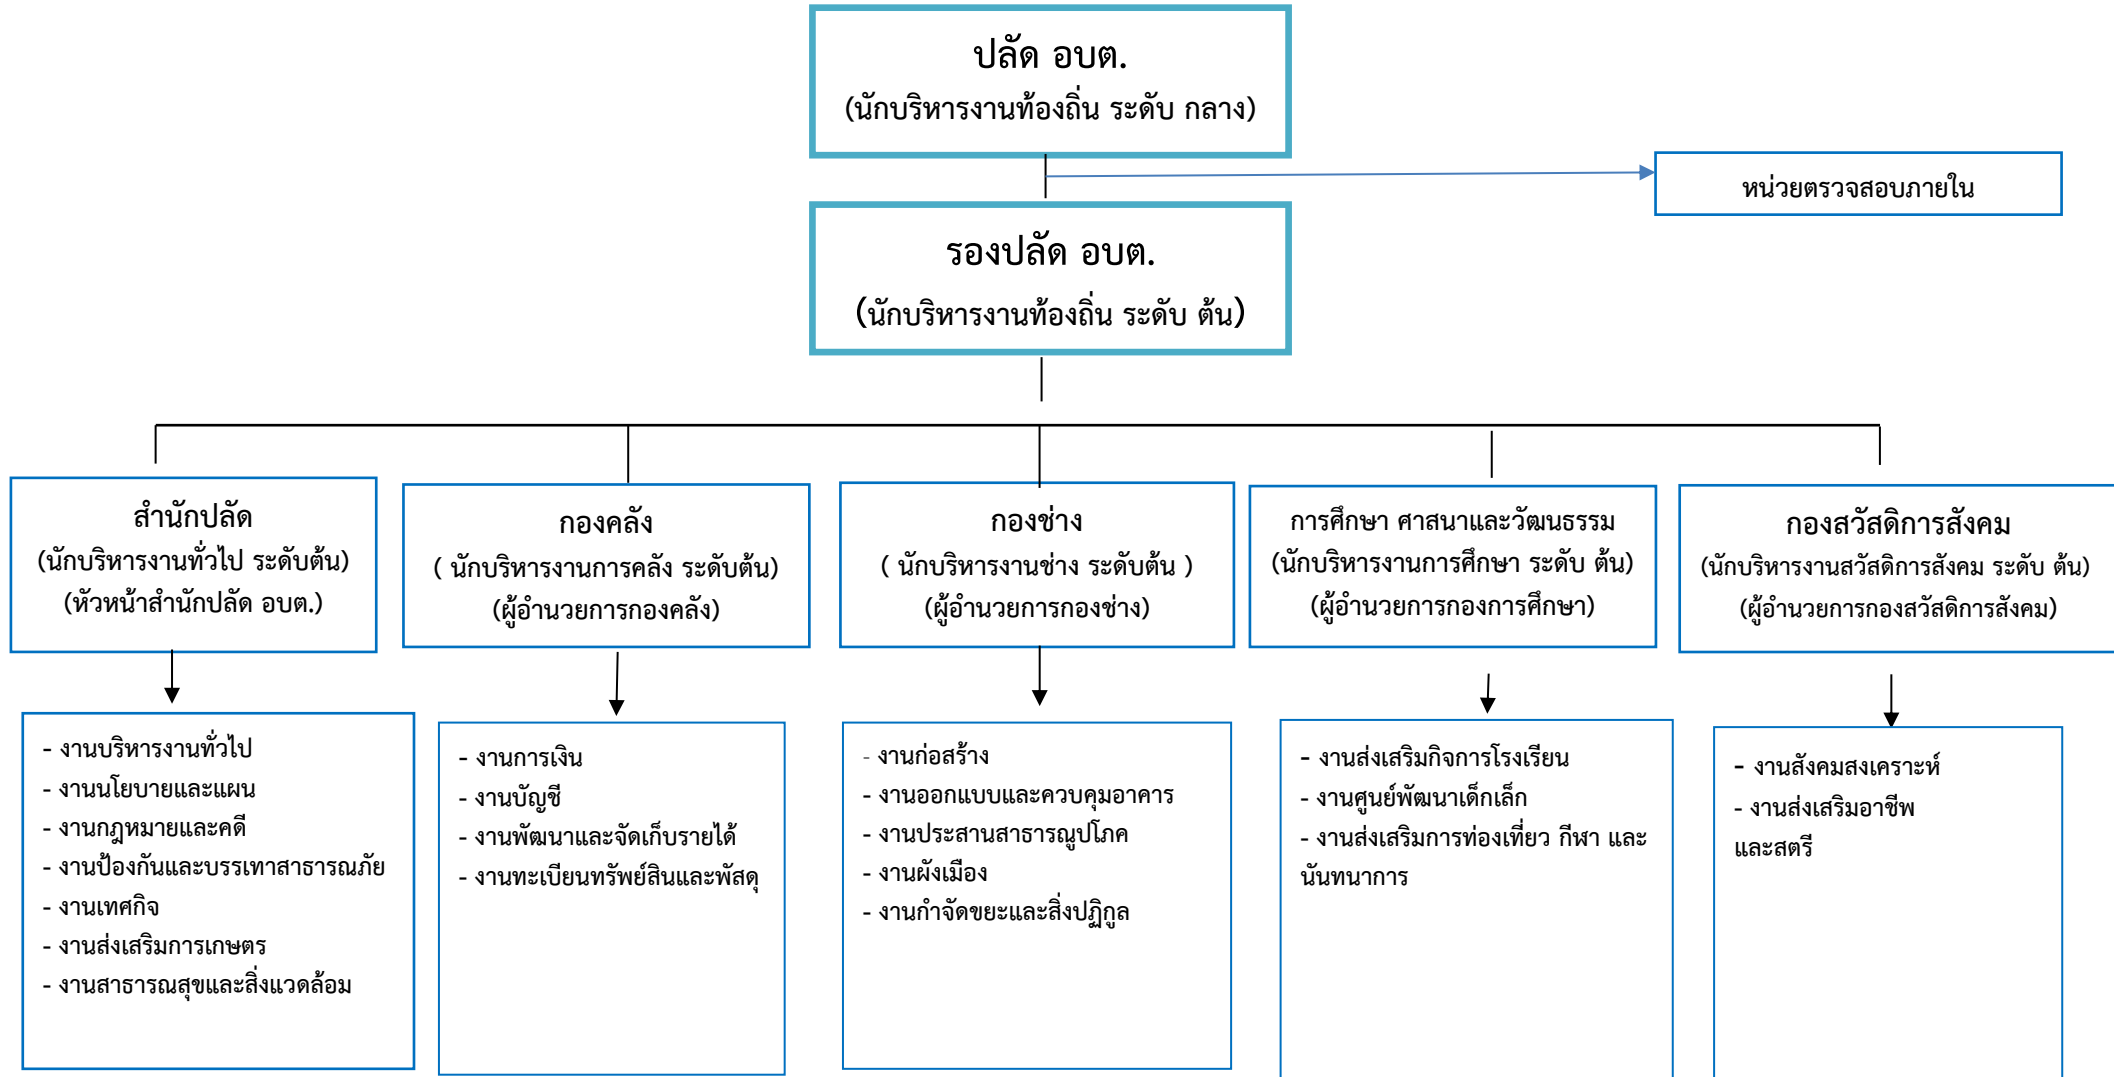 ปลัด อบต.
(นักบริหารงานท้องถิ่น ระดับ กลาง)
หน่วยตรวจสอบภายใน
รองปลัด อบต.
(นักบริหารงานท้องถิ่น ระดับ ต้น)
สำนักปลัด
(นักบริหารงานทั่วไป ระดับต้น)
(หัวหน้าสำนักปลัด อบต.)
กองคลัง
( นักบริหารงานการคลัง ระดับต้น)
(ผู้อำนวยการกองคลัง)
กองช่าง
( นักบริหารงานช่าง ระดับต้น )
(ผู้อำนวยการกองช่าง)
การศึกษา ศาสนาและวัฒนธรรม
(นักบริหารงานการศึกษา ระดับ ต้น)
(ผู้อำนวยการกองการศึกษา)
กองสวัสดิการสังคม
(นักบริหารงานสวัสดิการสังคม ระดับ ต้น)
(ผู้อำนวยการกองสวัสดิการสังคม)
- งานบริหารงานทั่วไป
- งานนโยบายและแผน
- งานกฎหมายและคดี
- งานป้องกันและบรรเทาสาธารณภัย
- งานเทศกิจ
- งานส่งเสริมการเกษตร
- งานสาธารณสุขและสิ่งแวดล้อม
- งานการเงิน
- งานบัญชี
- งานพัฒนาและจัดเก็บรายได้
- งานทะเบียนทรัพย์สินและพัสดุ
- งานก่อสร้าง
- งานออกแบบและควบคุมอาคาร
- งานประสานสาธารณูปโภค
- งานผังเมือง
- งานกำจัดขยะและสิ่งปฏิกูล
- งานส่งเสริมกิจการโรงเรียน
- งานศูนย์พัฒนาเด็กเล็ก
- งานส่งเสริมการท่องเที่ยว กีฬา และ
นันทนาการ
- งานสังคมสงเคราะห์
- งานส่งเสริมอาชีพ
และสตรี